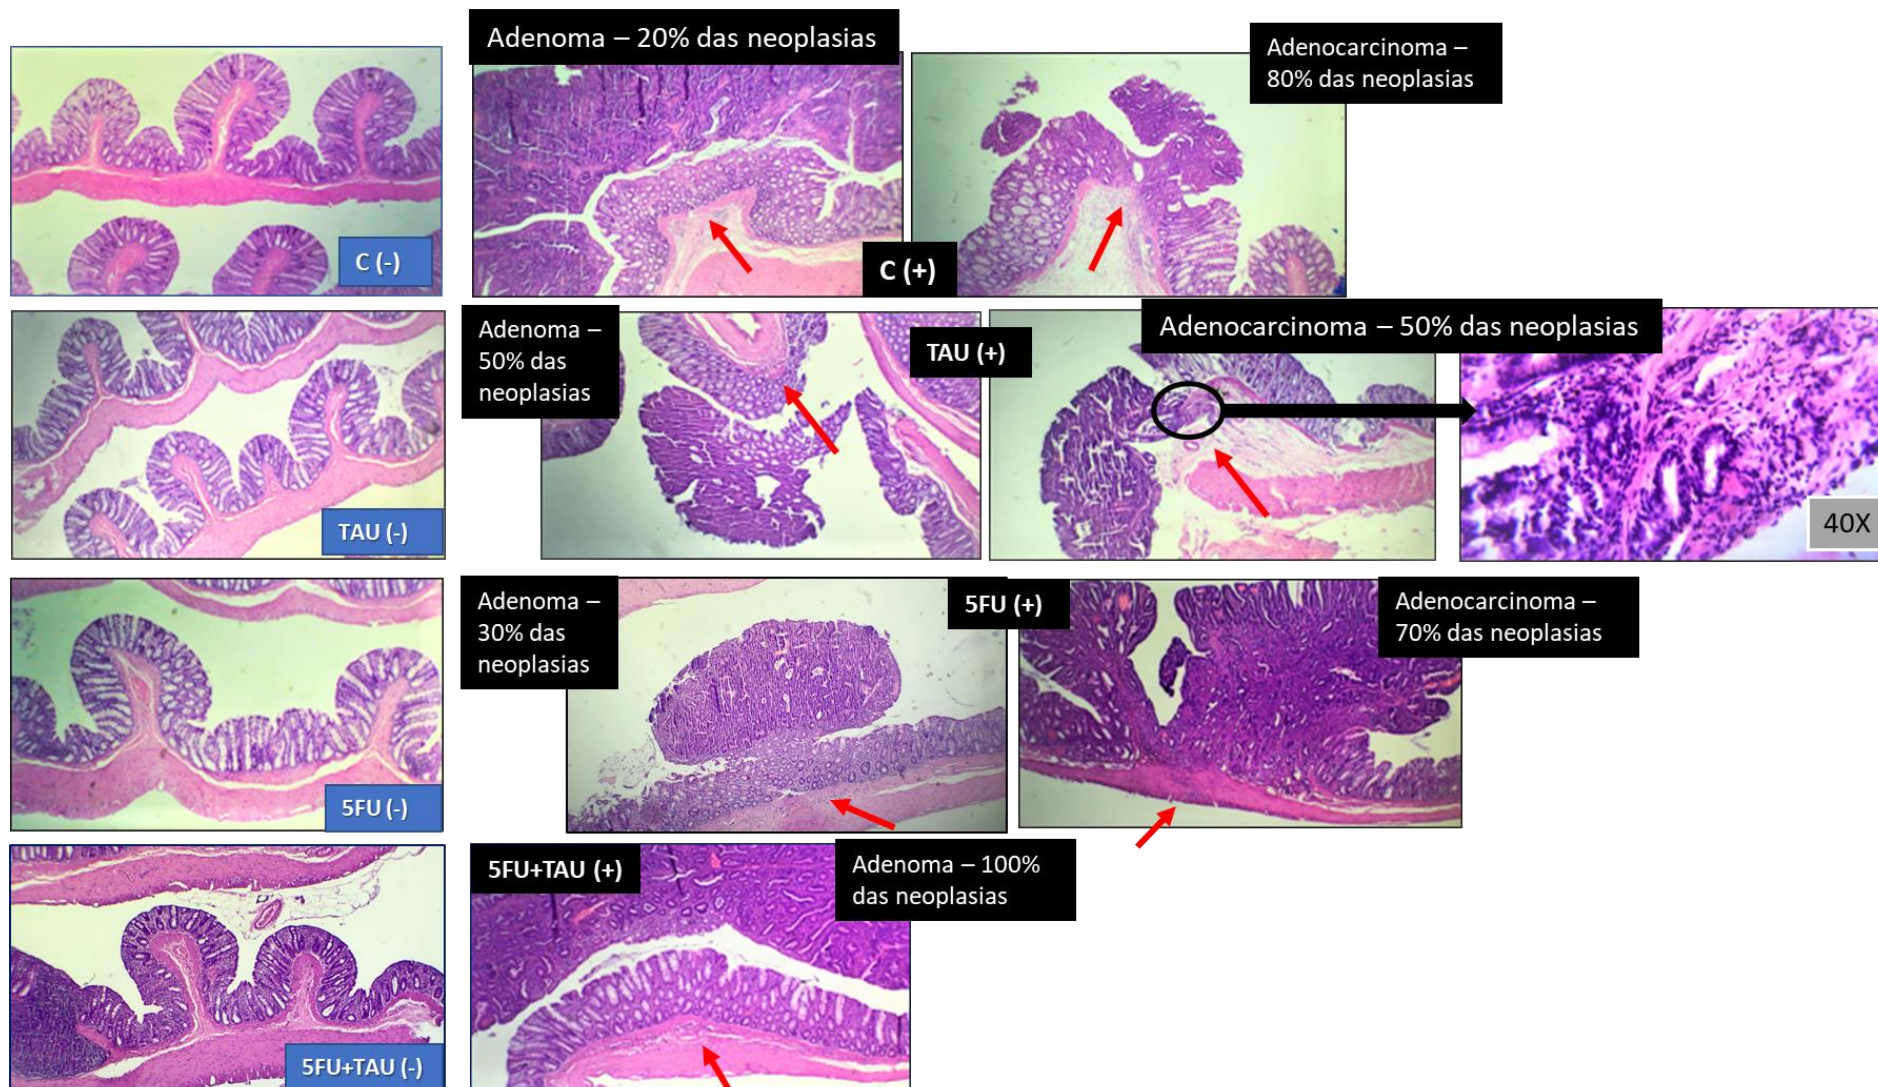 Adenoma – 20% das neoplasias
Adenocarcinoma –
80% das neoplasias
C (-)
C (+)
Adenoma –
50% das
neoplasias
TAU (+)
Adenocarcinoma – 50% das neoplasias
TAU (-)
40X
Adenoma –
30% das
neoplasias
5FU (+)
Adenocarcinoma –
70% das neoplasias
5FU (-)
5FU+TAU (+)
Adenoma – 100%
das neoplasias
5FU+TAU (-)